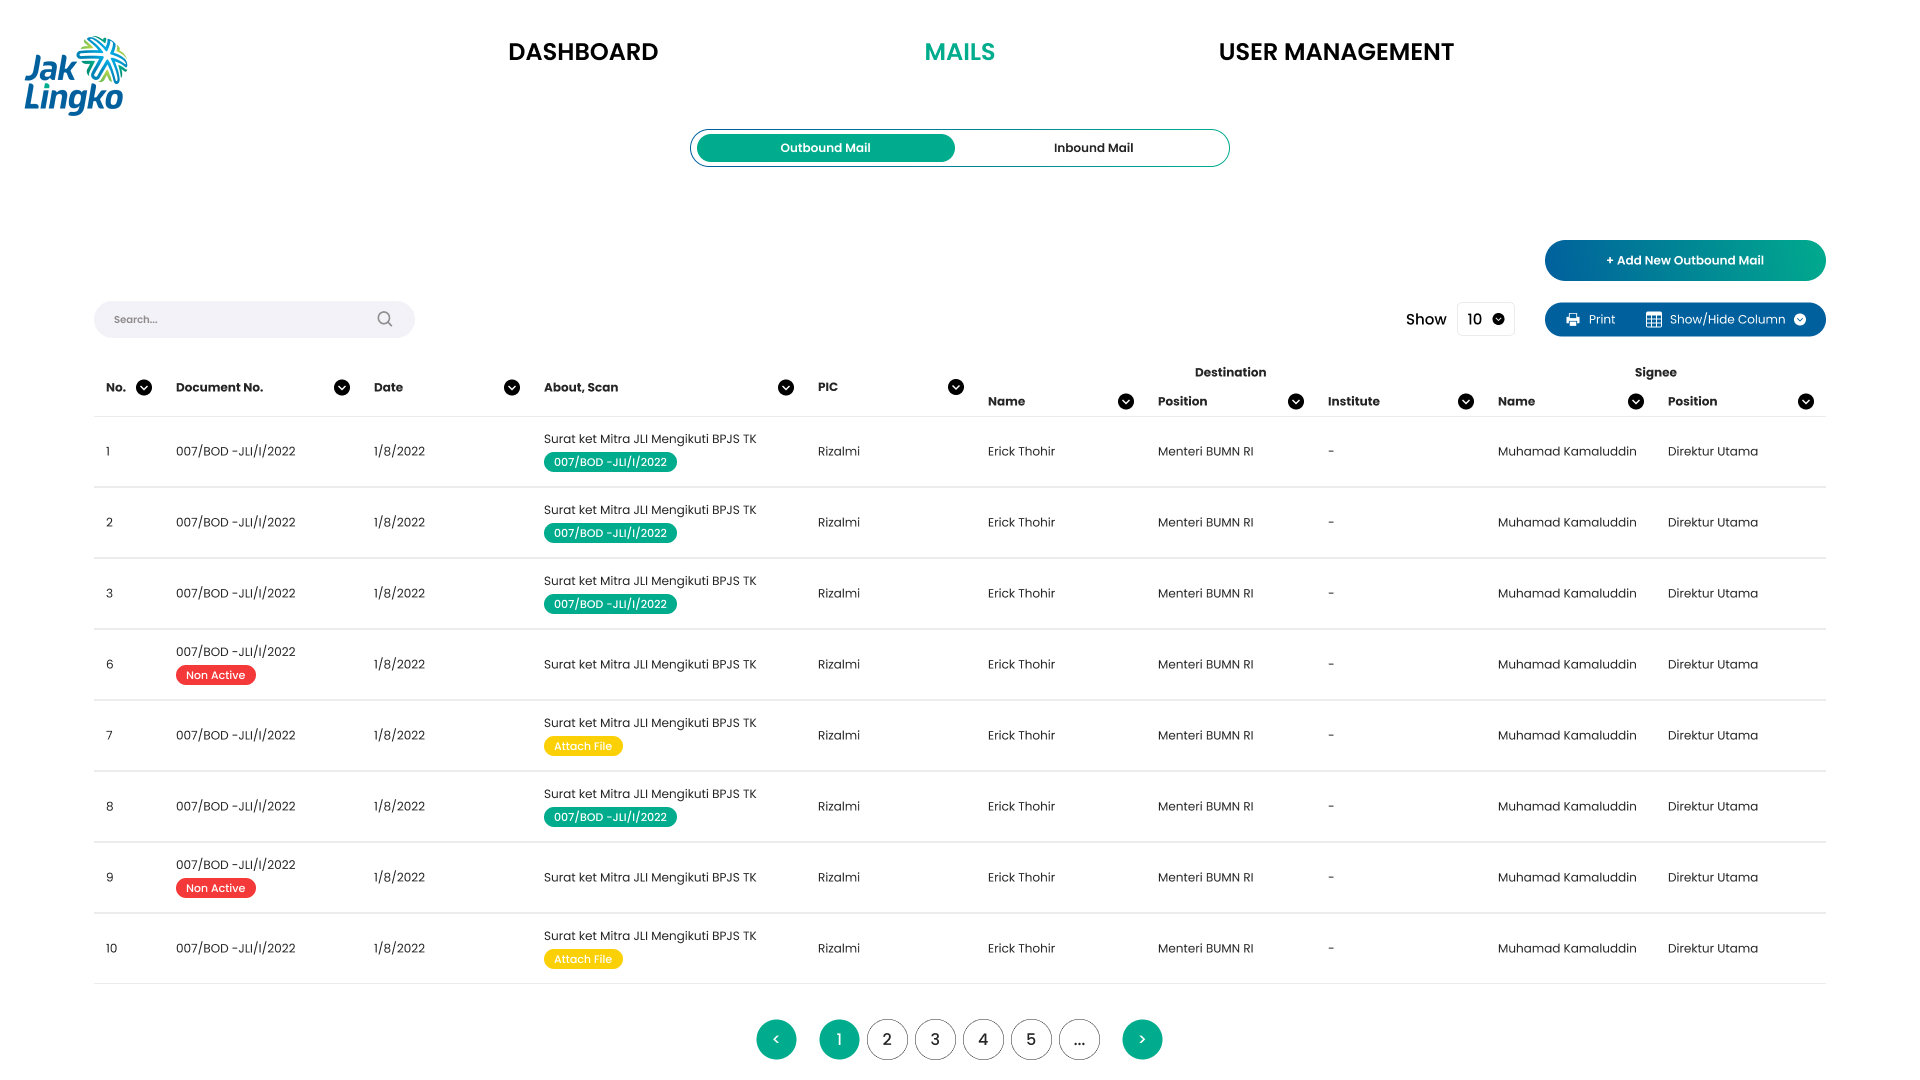 Jak
Lingko
DASHBOARD
MAILS
USER MANAGEMENT
Outbound Mail
Inbound Mail
+ Add New Outbound Mail
Search...
Show
10
Print
Show/Hide Column
Destination
Signee
No.
Document No.
Date
About, Scan
PIC
Name
Position
Institute
Name
Position
1
007/BOD -JLI/I/2022
1/8/2022
Surat ket Mitra JLI Mengikuti BPJS TK
007/BOD -JLI/I/2022
Rizalmi
Erick Thohir
Menteri BUMN RI
-
Muhamad Kamaluddin
Direktur Utama
2
007/BOD -JLI/I/2022
1/8/2022
Surat ket Mitra JLI Mengikuti BPJS TK
007/BOD -JLI/I/2022
Rizalmi
Erick Thohir
Menteri BUMN RI
-
Muhamad Kamaluddin
Direktur Utama
3
007/BOD -JLI/I/2022
1/8/2022
Surat ket Mitra JLI Mengikuti BPJS TK
007/BOD -JLI/I/2022
Rizalmi
Erick Thohir
Menteri BUMN RI
-
Muhamad Kamaluddin
Direktur Utama
6
007/BOD -JLI/I/2022
Non Active
1/8/2022
Surat ket Mitra JLI Mengikuti BPJS TK
Rizalmi
Erick Thohir
Menteri BUMN RI
-
Muhamad Kamaluddin
Direktur Utama
7
007/BOD -JLI/I/2022
1/8/2022
Surat ket Mitra JLI Mengikuti BPJS TK
Attach File
Rizalmi
Erick Thohir
Menteri BUMN RI
-
Muhamad Kamaluddin
Direktur Utama
8
007/BOD -JLI/I/2022
1/8/2022
Surat ket Mitra JLI Mengikuti BPJS TK
007/BOD -JLI/I/2022
Rizalmi
Erick Thohir
Menteri BUMN RI
-
Muhamad Kamaluddin
Direktur Utama
9
007/BOD -JLI/I/2022
Non Active
1/8/2022
Surat ket Mitra JLI Mengikuti BPJS TK
Rizalmi
Erick Thohir
Menteri BUMN RI
-
Muhamad Kamaluddin
Direktur Utama
10
007/BOD -JLI/I/2022
1/8/2022
Surat ket Mitra JLI Mengikuti BPJS TK
Attach File
Rizalmi
Erick Thohir
Menteri BUMN RI
-
Muhamad Kamaluddin
Direktur Utama
< 1 2 3 4 5 ... >